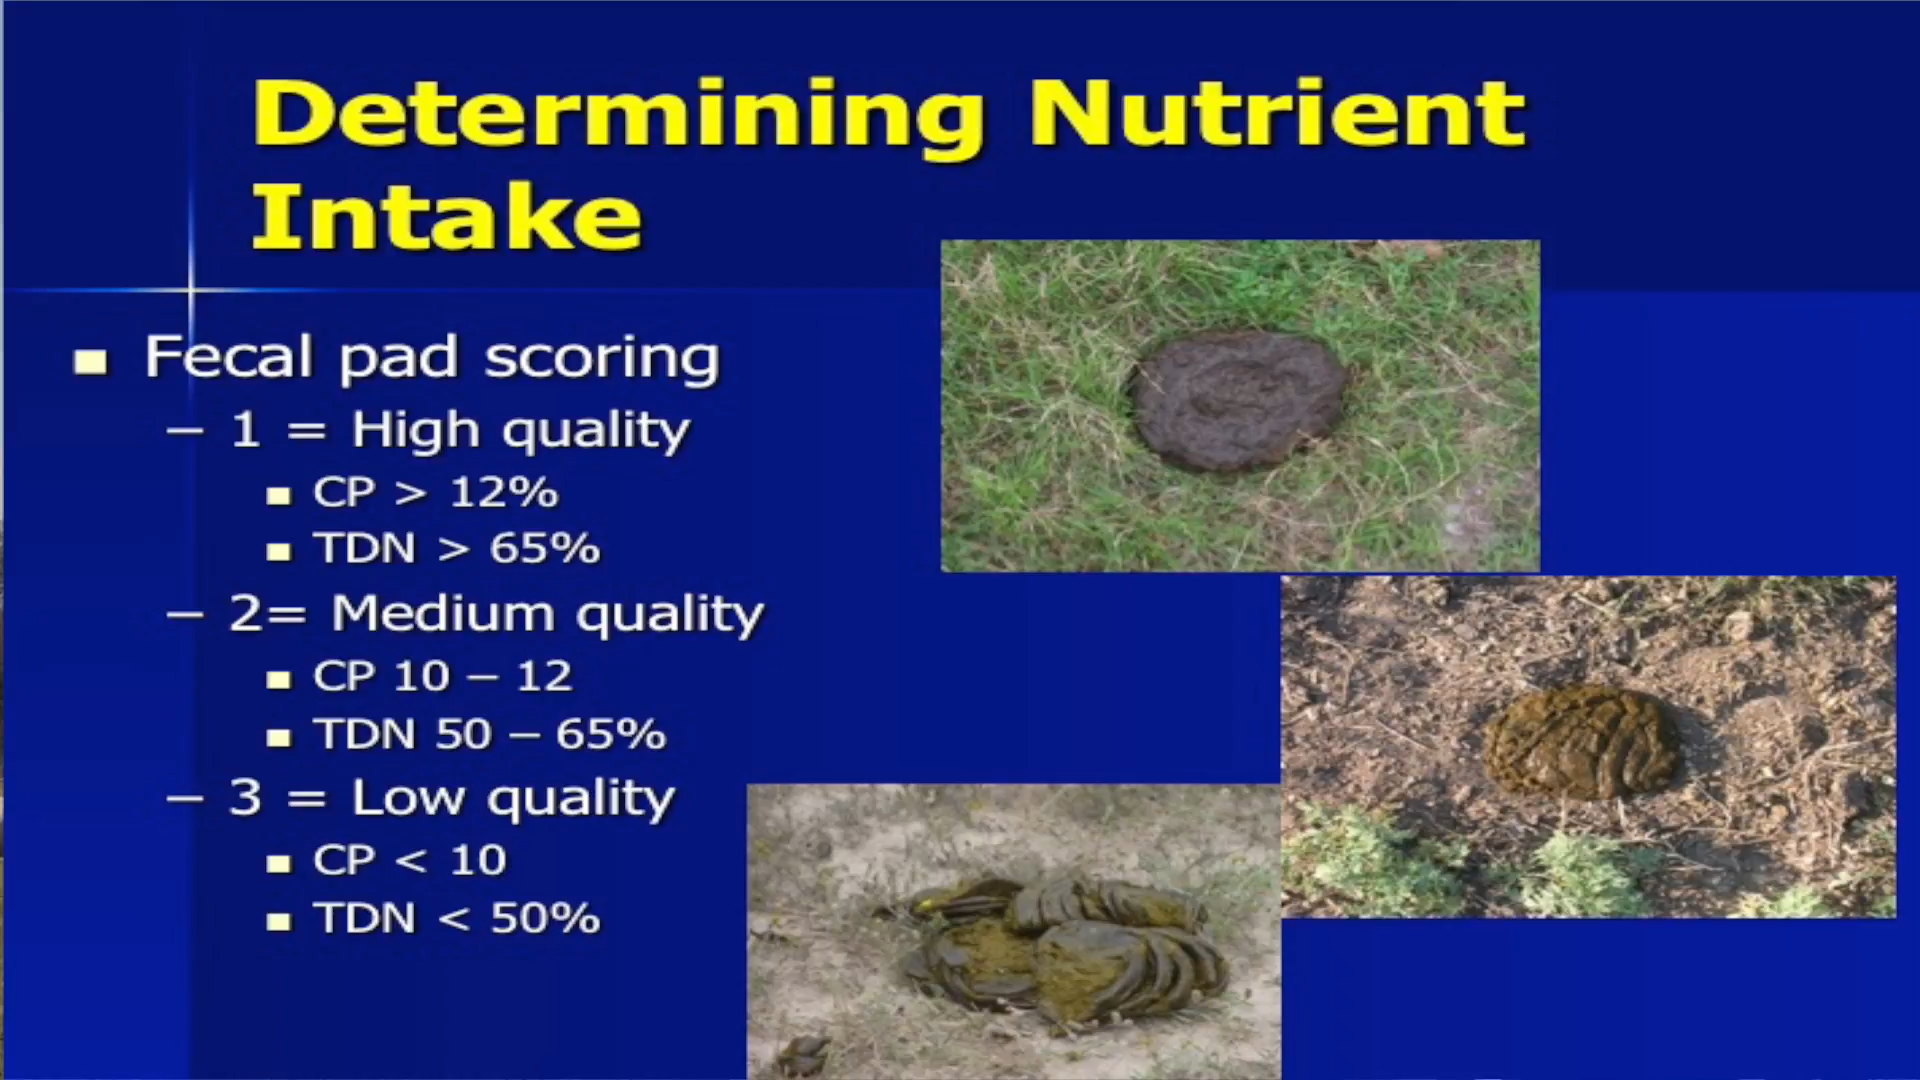 Determining Nutrient
Intake
Fecal pad scoring
– 1 = High quality
CP > 12%
TDN > 65%
– 2= Medium quality
CP 10 – 12
TDN 50 – 65%
– 3 = Low quality
CP < 10
TDN < 50%